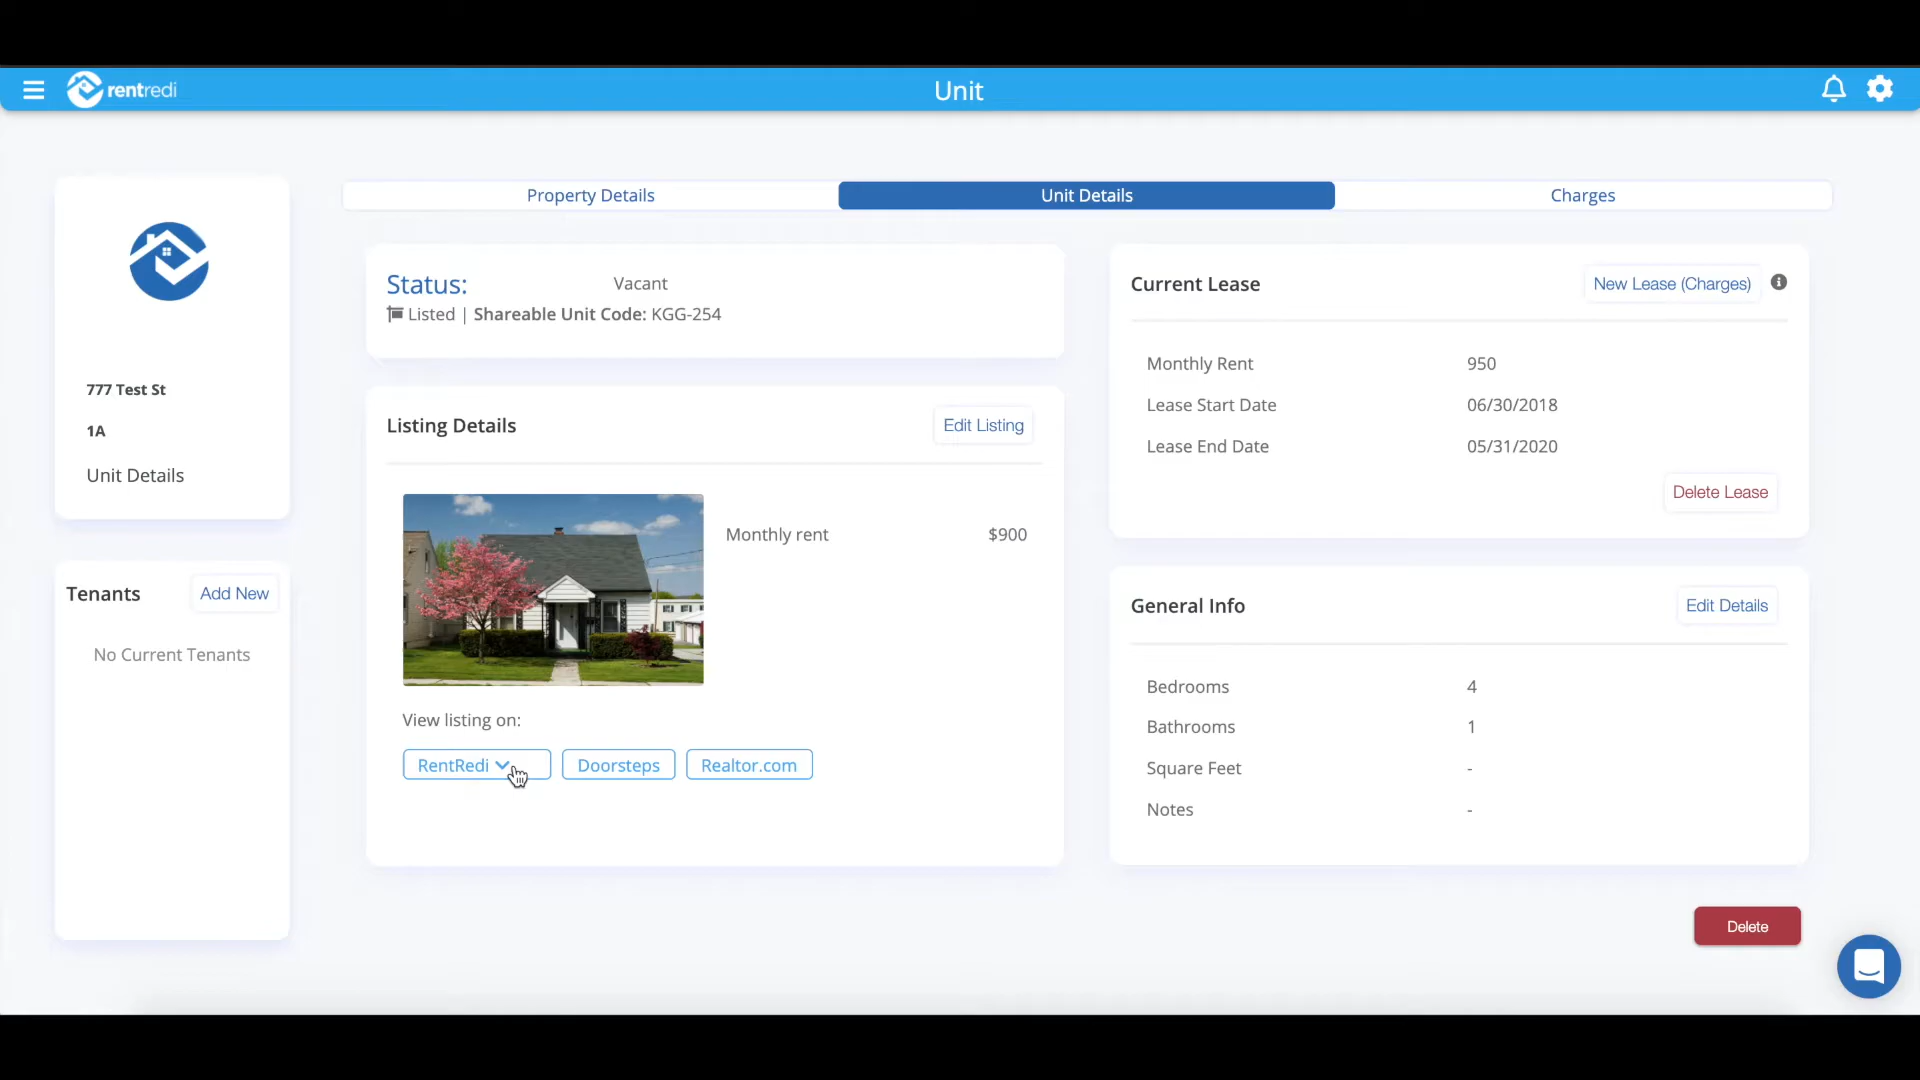 rentredi
Unit
Property Details
Unit Details
Charges
777 Test St
1A
Unit Details
Tenants
Add New
No Current Tenants
Status:
Vacant
Listed | Shareable Unit Code: KGG-254
Listing Details
Edit Listing
Monthly rent
$900
View listing on:
RentRedi
Doorsteps
Realtor.com
Current Lease
New Lease (Charges)
Monthly Rent
950
Lease Start Date
06/30/2018
Lease End Date
05/31/2020
Delete Lease
General Info
Edit Details
Bedrooms
4
Bathrooms
1
Square Feet
-
Notes
-
Delete